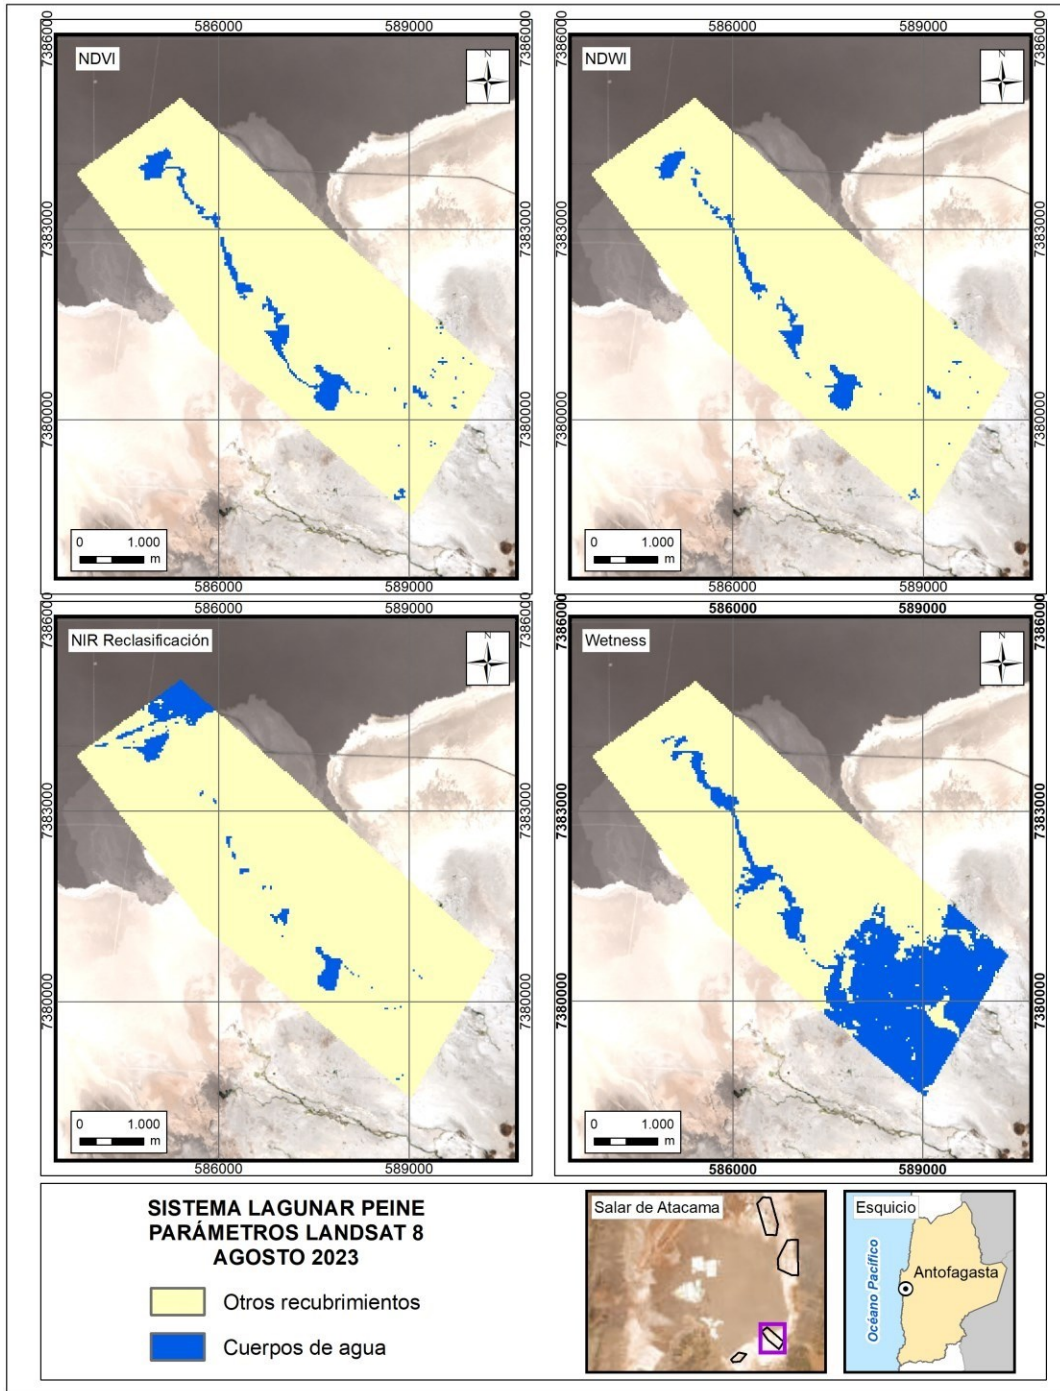 586000 589000
586000 589000
7386000
7386000
7386000
7386000
NDVI
N
NDWI
N
7383000
7383000
7383000
7383000
7380000
7380000
7380000
7380000
0 1.000
m
0 1.000
m
586000 589000
586000 589000
586000 589000
586000 589000
7386000
7386000
7386000
7386000
NIR Reclasificación
N
Wetness
N
7383000
7383000
7383000
7383000
7380000
7380000
7380000
7380000
0 1.000
m
0 1.000
m
586000 589000
586000 589000
SISTEMA LAGUNAR PEINE
PARÁMETROS LANDSAT 8
AGOSTO 2023
Otros recubrimientos
Cuerpos de agua
Salar de Atacama
Esquicio
Océano Pacífico
Antofagasta